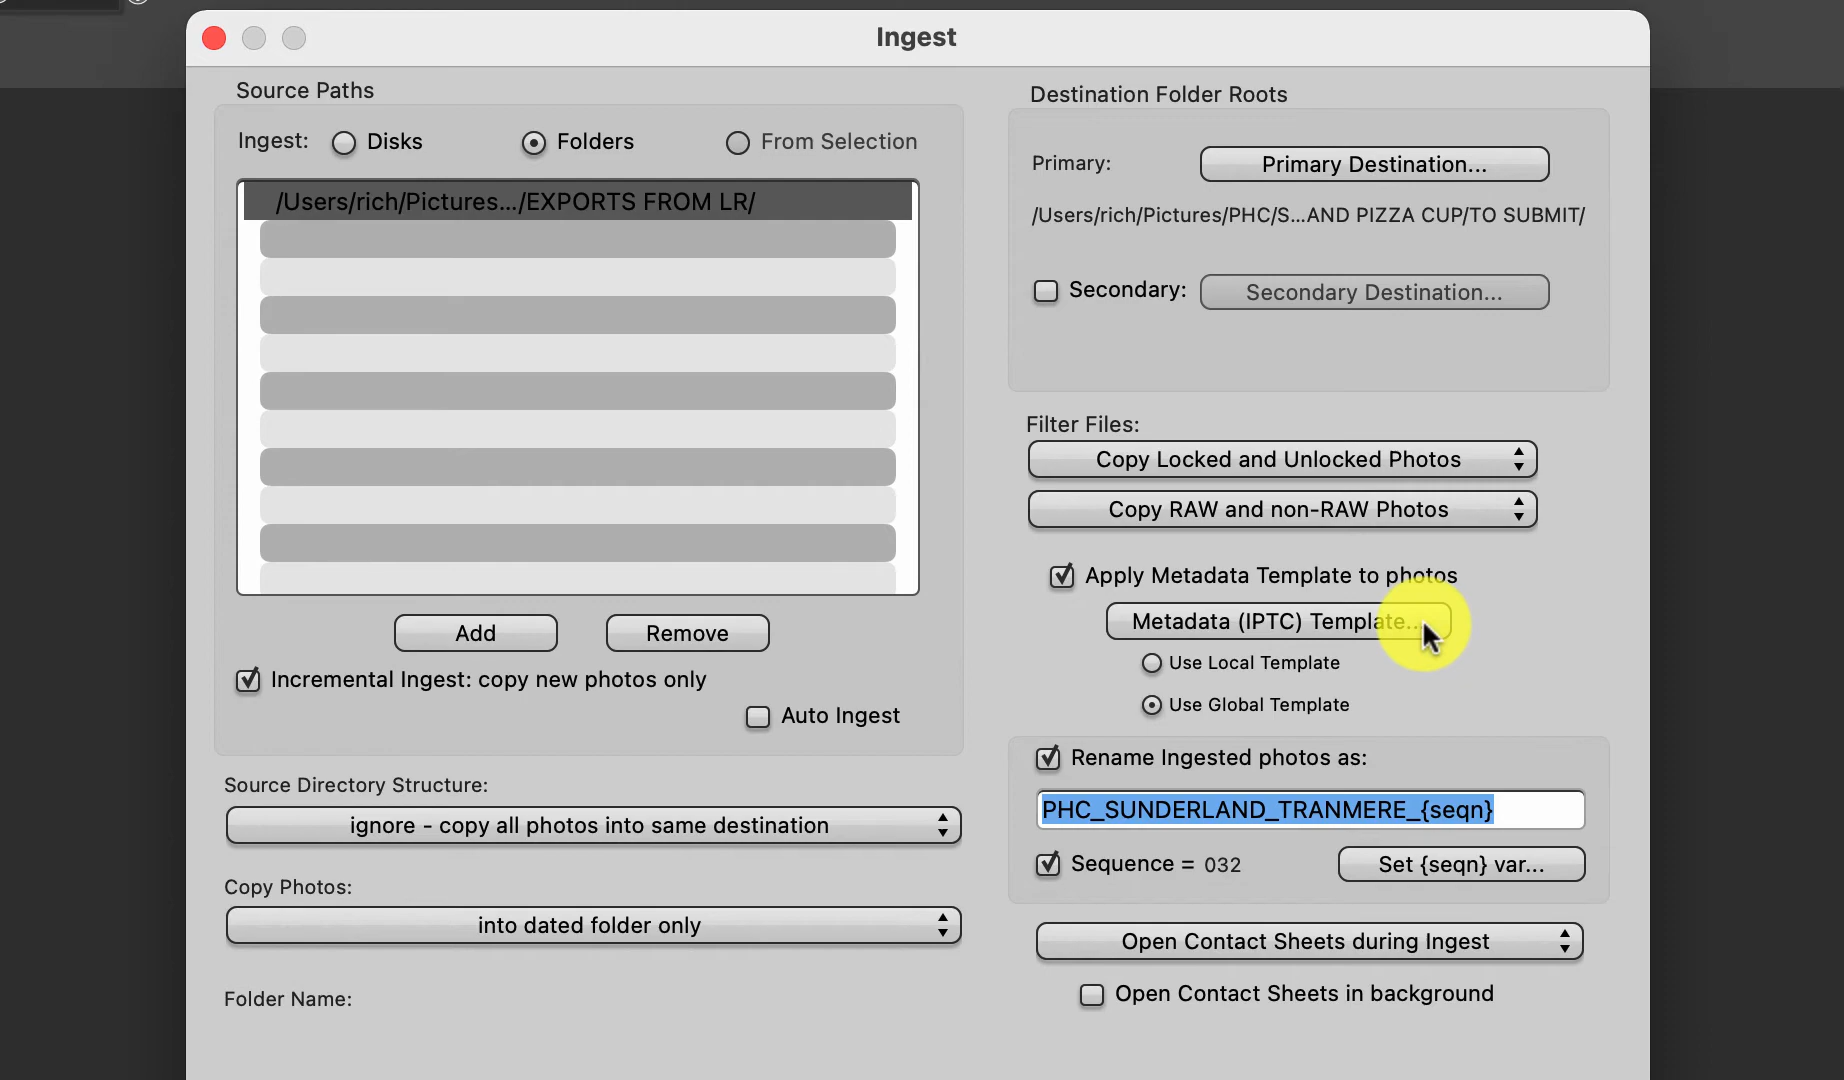 Ingest
Source Paths
Ingest: Disks Folders From Selection
/Users/rich/Pictures.../EXPORTS FROM LR/
Add Remove
Incremental Ingest: copy new photos only
Auto Ingest
Source Directory Structure:
ignore - copy all photos into same destination
Copy Photos:
into dated folder only
Folder Name:
Destination Folder Roots
Primary: Primary Destination...
/Users/rich/Pictures/PHC/S...AND PIZZA CUP/TO SUBMIT/
Secondary: Secondary Destination...
Filter Files:
Copy Locked and Unlocked Photos
Copy RAW and non-RAW Photos
Apply Metadata Template to photos
Metadata (IPTC) Template...
Use Local Template
Use Global Template
Rename Ingested photos as:
PHC_SUNDERLAND_TRANMERE_{seqn}
Sequence = 032 Set {seqn} var...
Open Contact Sheets during Ingest
Open Contact Sheets in background